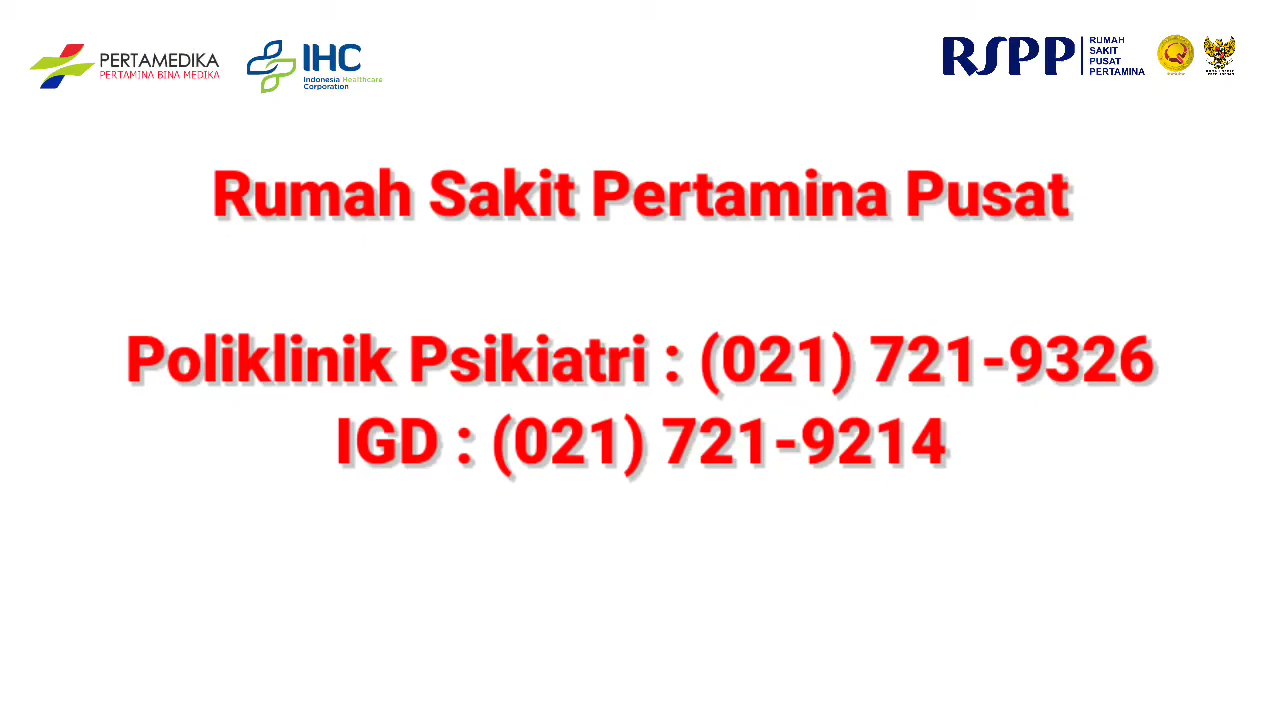 PERTAMEDIKA
PERTAMINA BINA MEDIKA
IHC
Indonesia Healthcare
Corporation
RSPP
RUMAH
SAKIT
PUSAT
PERTAMINA
Rumah Sakit Pertamina Pusat
Poliklinik Psikiatri : (021) 721-9326
IGD : (021) 721-9214